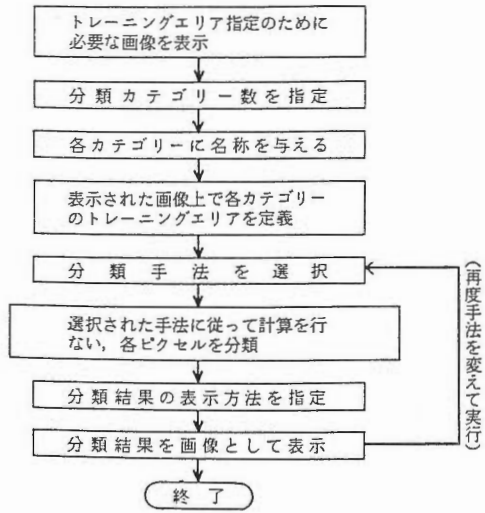 トレーニングエリア指定のために
必要な画像を表示
分類カテゴリー数を指定
各カテゴリーに名称を与える
表示された画像上で各カテゴリー
のトレーニングエリアを定義
分類手法を選択
選択された手法に従って計算を行
ない,各ピクセルを分類
分類結果の表示方法を指定
分類結果を画像として表示
終了
(再度手法を変えて実行)